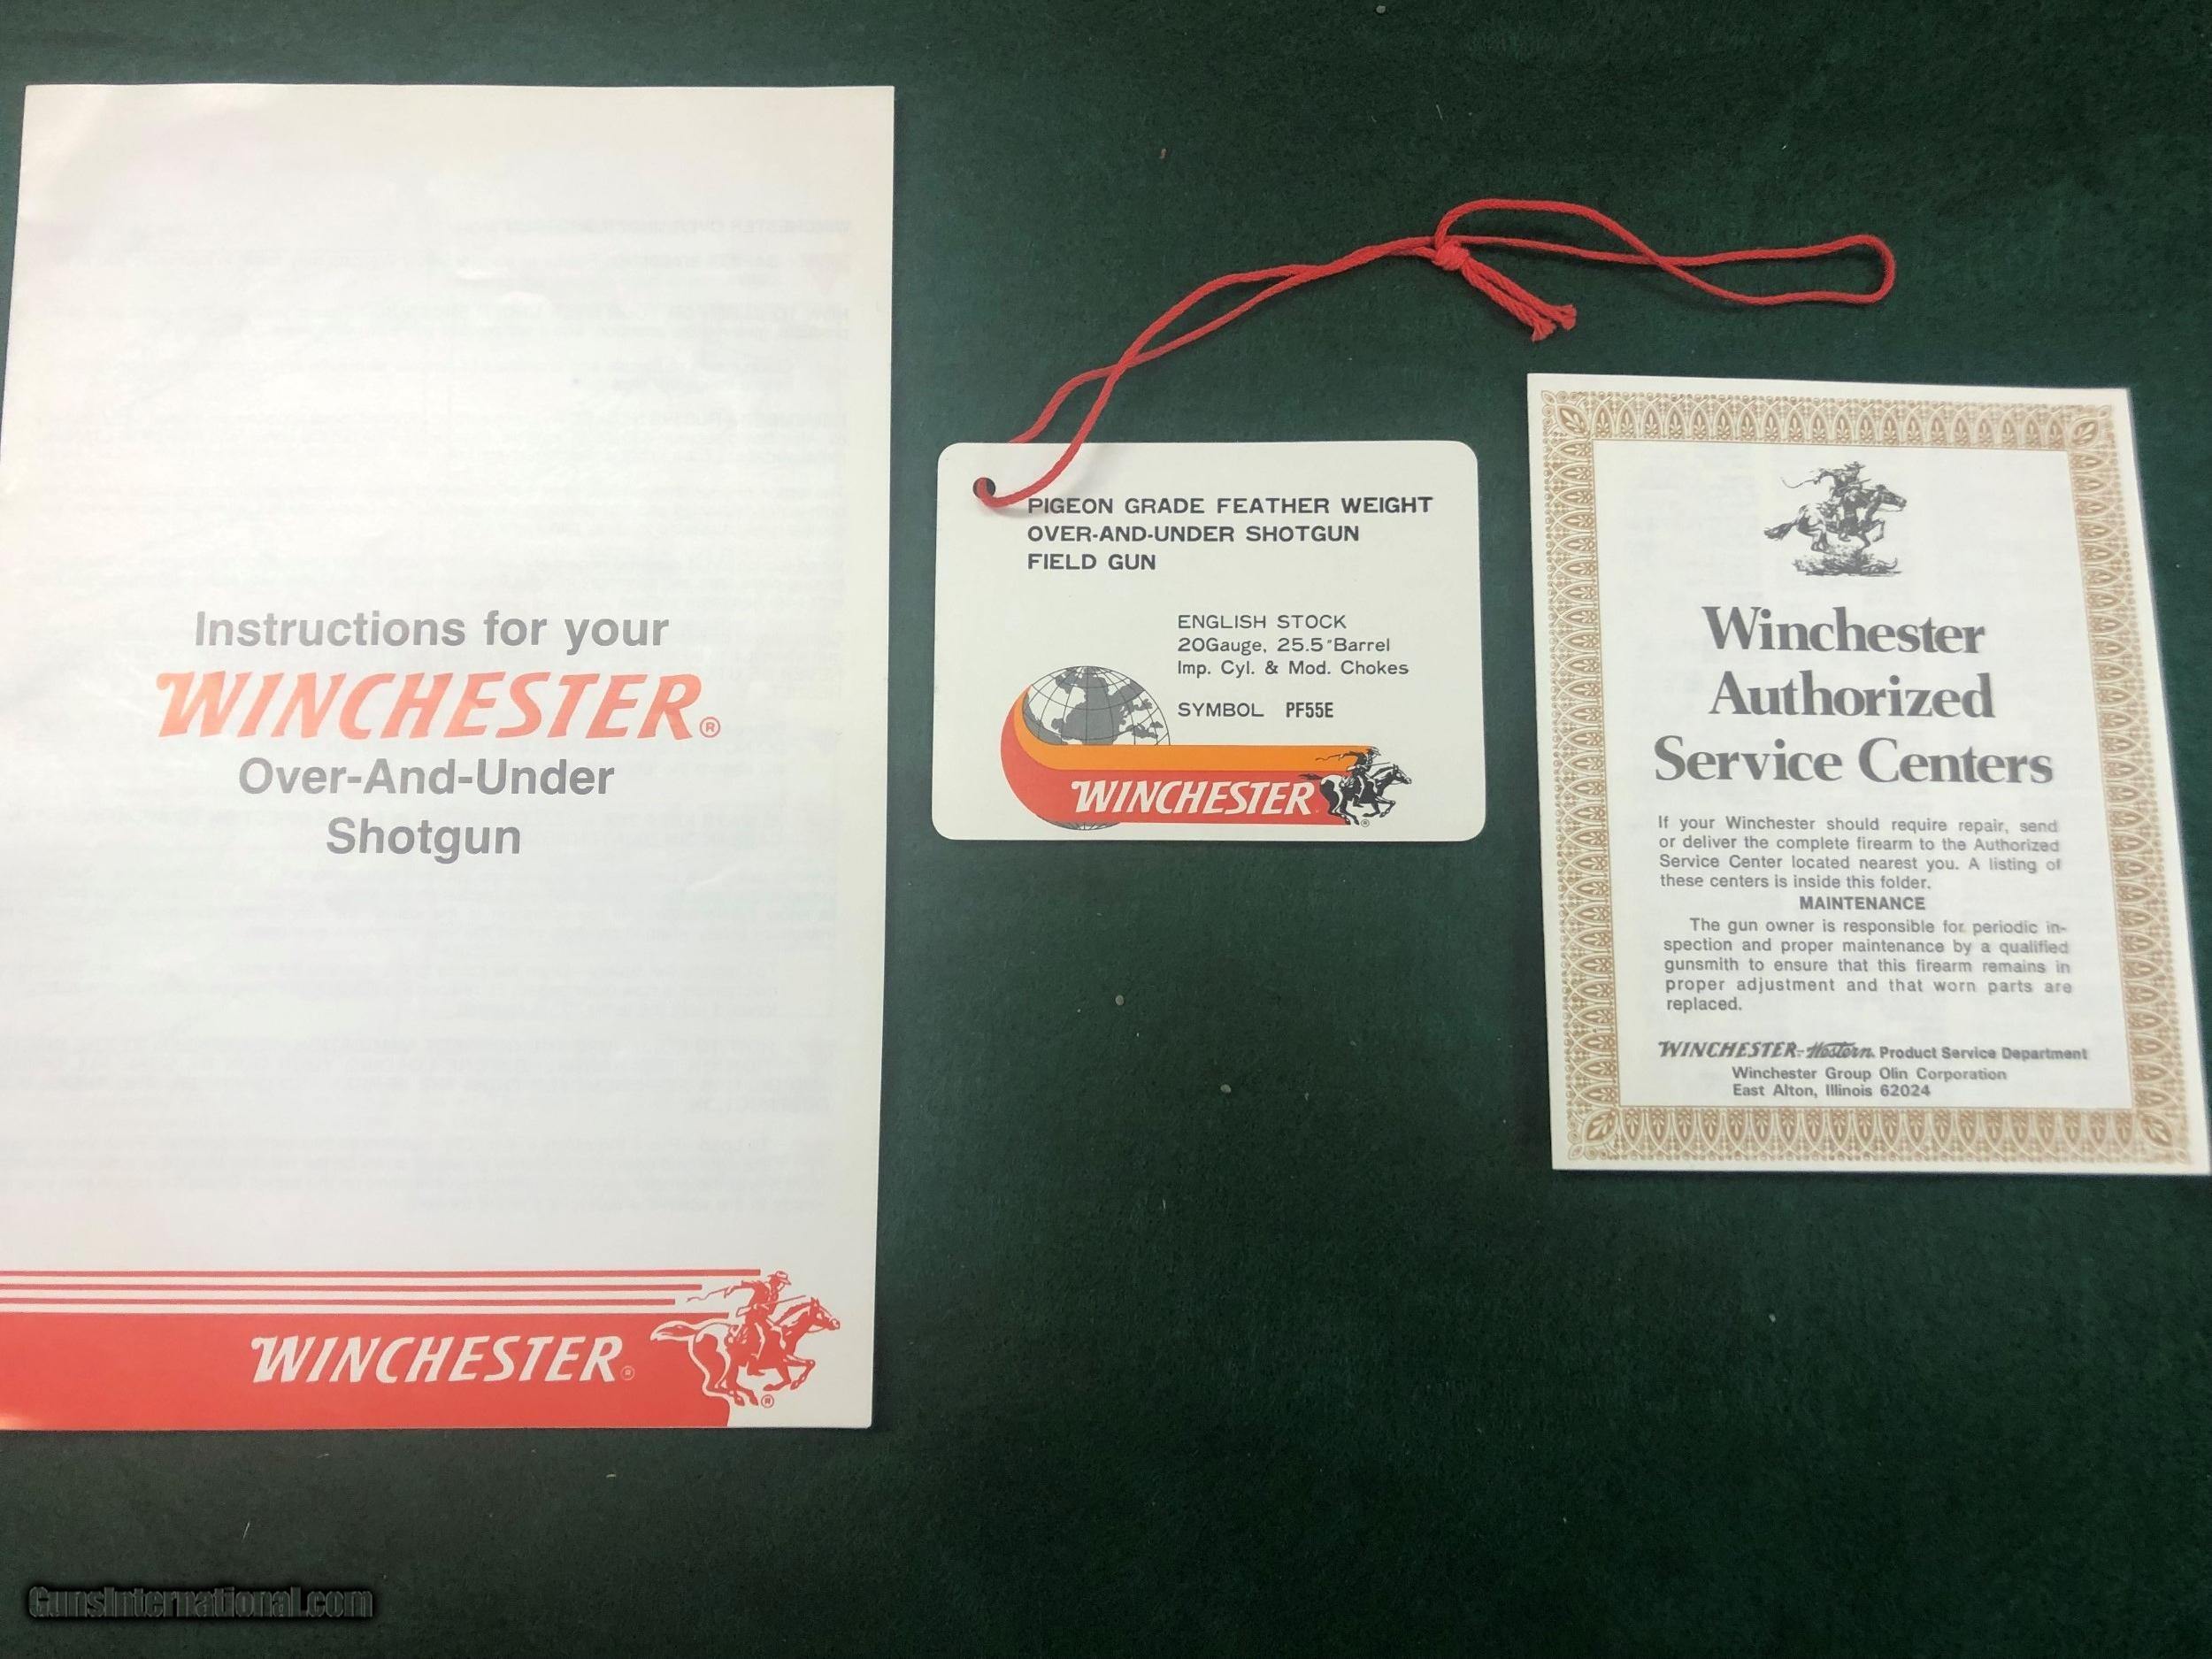 Instructions for your
WINCHESTER®
Over-And-Under
Shotgun
WINCHESTER®
®
PIGEON GRADE FEATHER WEIGHT
OVER-AND-UNDER SHOTGUN
FIELD GUN
ENGLISH STOCK
20Gauge, 25.5"Barrel
Imp. Cyl. & Mod. Chokes
SYMBOL PF55E
WINCHESTER
®
Winchester
Authorized
Service Centers
If your Winchester should require repair, send
or deliver the complete firearm to the Authorized
Service Center located nearest you. A listing of
these centers is inside this folder.
MAINTENANCE
The gun owner is responsible for periodic in-
spection and proper maintenance by a qualified
gunsmith to ensure that this firearm remains in
proper adjustment and that worn parts are
replaced.
WINCHESTER-Western. Product Service Department
Winchester Group Olin Corporation
East Alton, Illinois 62024
GunsInternational.com